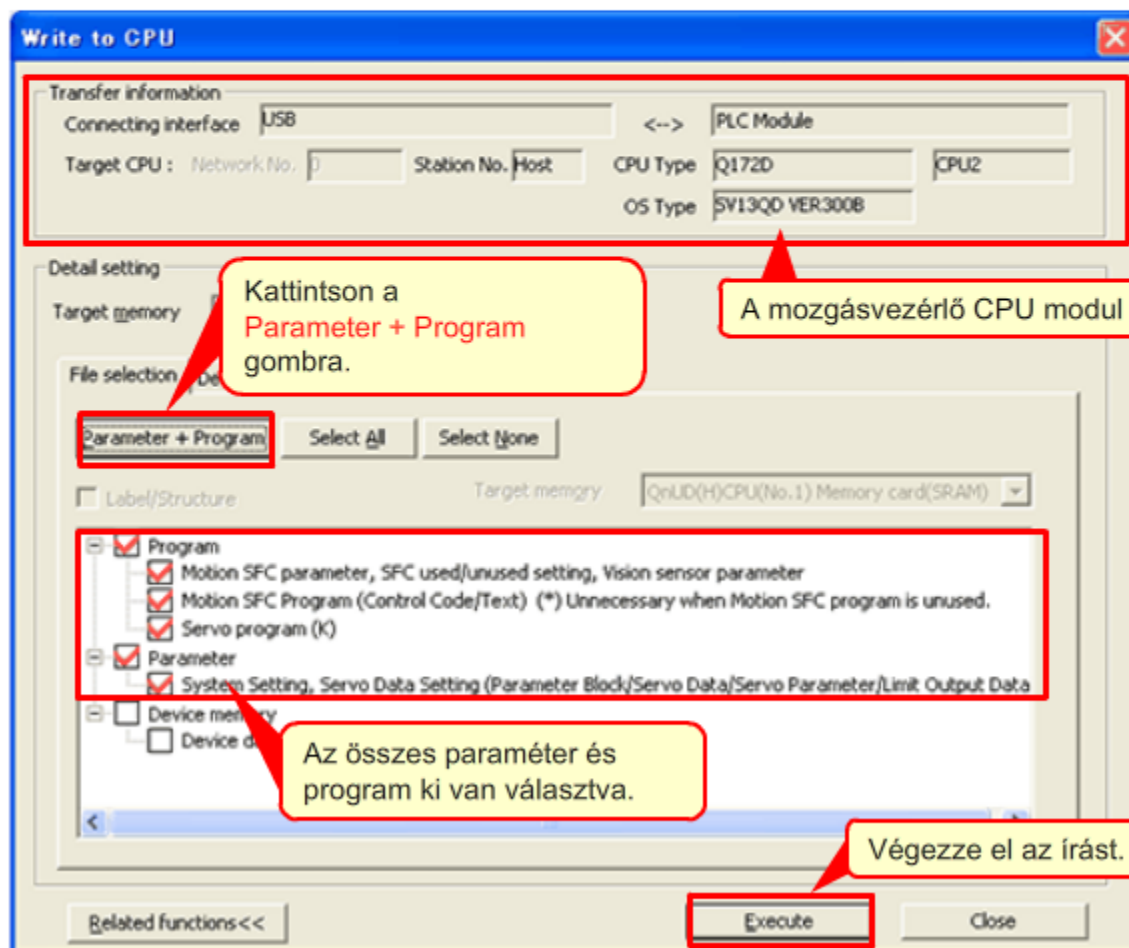 Write to CPU
Transfer information
Connecting interface USB <--> PLC Module
Target CPU : Network No. 0 Station No. Host CPU Type Q172D CPU2
OS Type SV13QD VER300B
Detail setting
Target memory
Kattintson a
Parameter + Program
gombra.
A mozgásvezérlő CPU modul
File selection
Parameter + Program Select All Select None
Label/Structure Target memory QnUD(H)CPU(No.1) Memory card(SRAM)
Program
Motion SFC parameter, SFC used/unused setting, Vision sensor parameter
Motion SFC Program (Control Code/Text) (*) Unnecessary when Motion SFC program is unused.
Servo program (K)
Parameter
System Setting, Servo Data Setting (Parameter Block/Servo Data/Servo Parameter/Limit Output Data
Device memory
Device
Az összes paraméter és
program ki van választva.
Végezze el az írást.
Related functions<< Execute Close